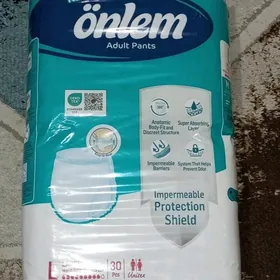 önlem
Adult Pants
Anatomic
Body-Fit and
Discreet Structure
Super Absorbing
Layer
Impermeable
Barriers
System That Helps
Prevent Odor
Impermeable
Protection
Shield
L
30
Pcs
Unisex